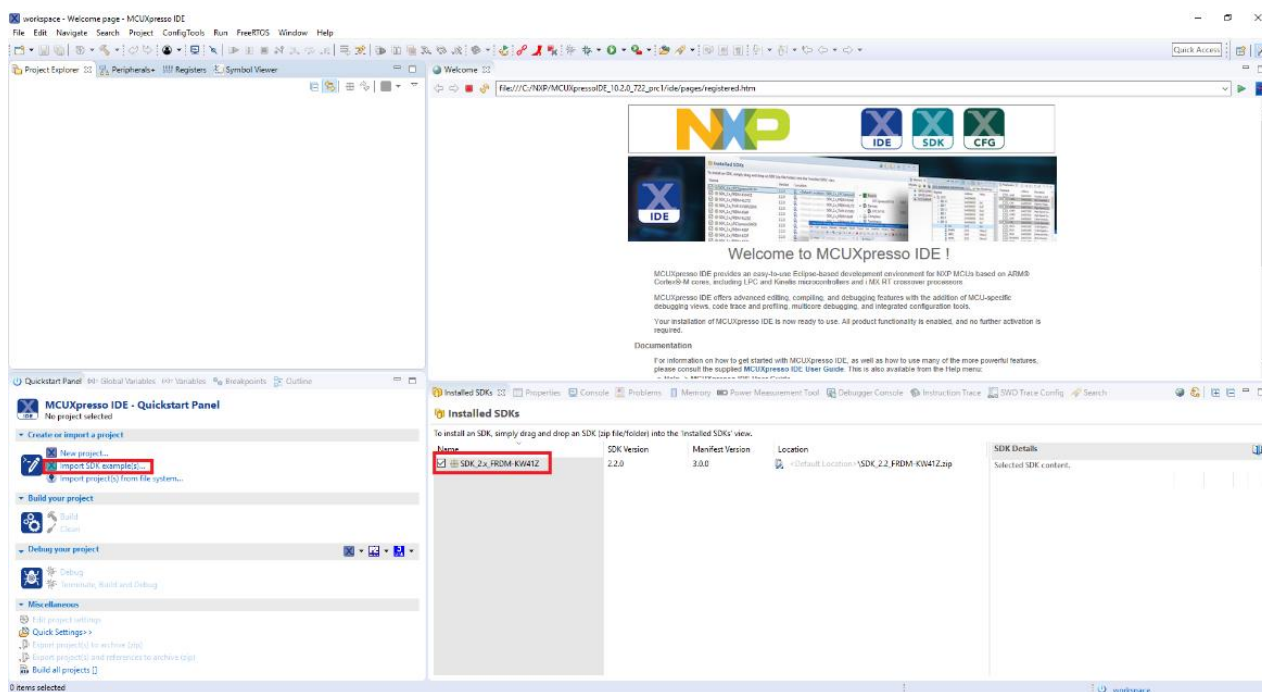 workspace - Welcome page - MCUXpresso IDE
File Edit Navigate Search Project ConfigTools Run FreeRTOS Window Help
Quick Access
Project Explorer Peripherals+ Registers Symbol Viewer
Welcome
file:///C:/NXP/MCUXpressoIDE_10.2.0_722_prc1/ide/pages/registered.htm
NXP IDE SDK CFG
Installed SDKs
IDE
Welcome to MCUXpresso IDE !
MCUXpresso IDE provides an easy-to-use Eclipse-based development environment for NXP MCUs based on ARM®
Cortex®-M cores, including LPC and Kinetis microcontrollers and i.MX RT crossover processors
MCUXpresso IDE offers advanced editing, compiling, and debugging features with the addition of MCU-specific
debugging views, code trace and profiling, multicore debugging, and integrated configuration tools.
Your installation of MCUXpresso IDE is now ready to use. All product functionality is enabled, and no further activation is
required.
Documentation
For information on how to get started with MCUXpresso IDE, as well as how to use many of the more powerful features,
please consult the supplied MCUXpresso IDE User Guide. This is also available from the Help menu:
Quickstart Panel Global Variables Variables Breakpoints Outline
MCUXpresso IDE - Quickstart Panel
IDE No project selected
Create or import a project
New project...
Import SDK example(s)...
Import project(s) from file system...
Build your project
Build
Clean
Debug your project
Debug
Terminate, Build and Debug
Miscellaneous
Edit project settings
Quick Settings>>
Export project(s) to archive (zip)
Export project(s) and references to archive (zip)
Build all projects []
Installed SDKs Properties Console Problems Memory Power Measurement Tool Debugger Console Instruction Trace SWO Trace Config Search
Installed SDKs
To install an SDK, simply drag and drop an SDK (zip file/folder) into the 'Installed SDKs' view.
Name SDK Version Manifest Version Location
SDK_2.x_FRDM-KW41Z 2.2.0 3.0.0 <Default Location>\SDK_2.2_FRDM-KW41Z.zip
SDK Details
Selected SDK content.
0 items selected
workspace